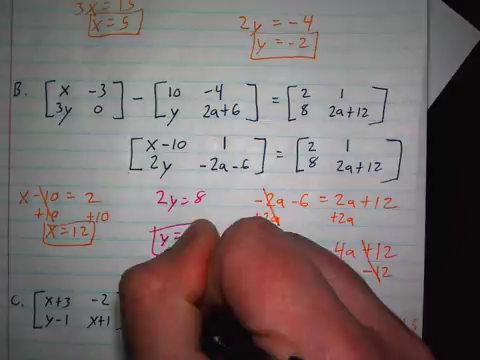 3x = 15
x = 5
2y = -4
y = -2
B. [x -3 3y 0] - [10 -4 y 2a+6] = [2 1 8 2a+12]
[x-10 1 2y -2a-6] = [2 1 8 2a+12]
x-10 = 2 2y = 8 -2a-6 = 2a+12
+10 +10 +2a +2a
x = 12 y = 4a+12
-12
C. [x+3 -2 y-1 x+1